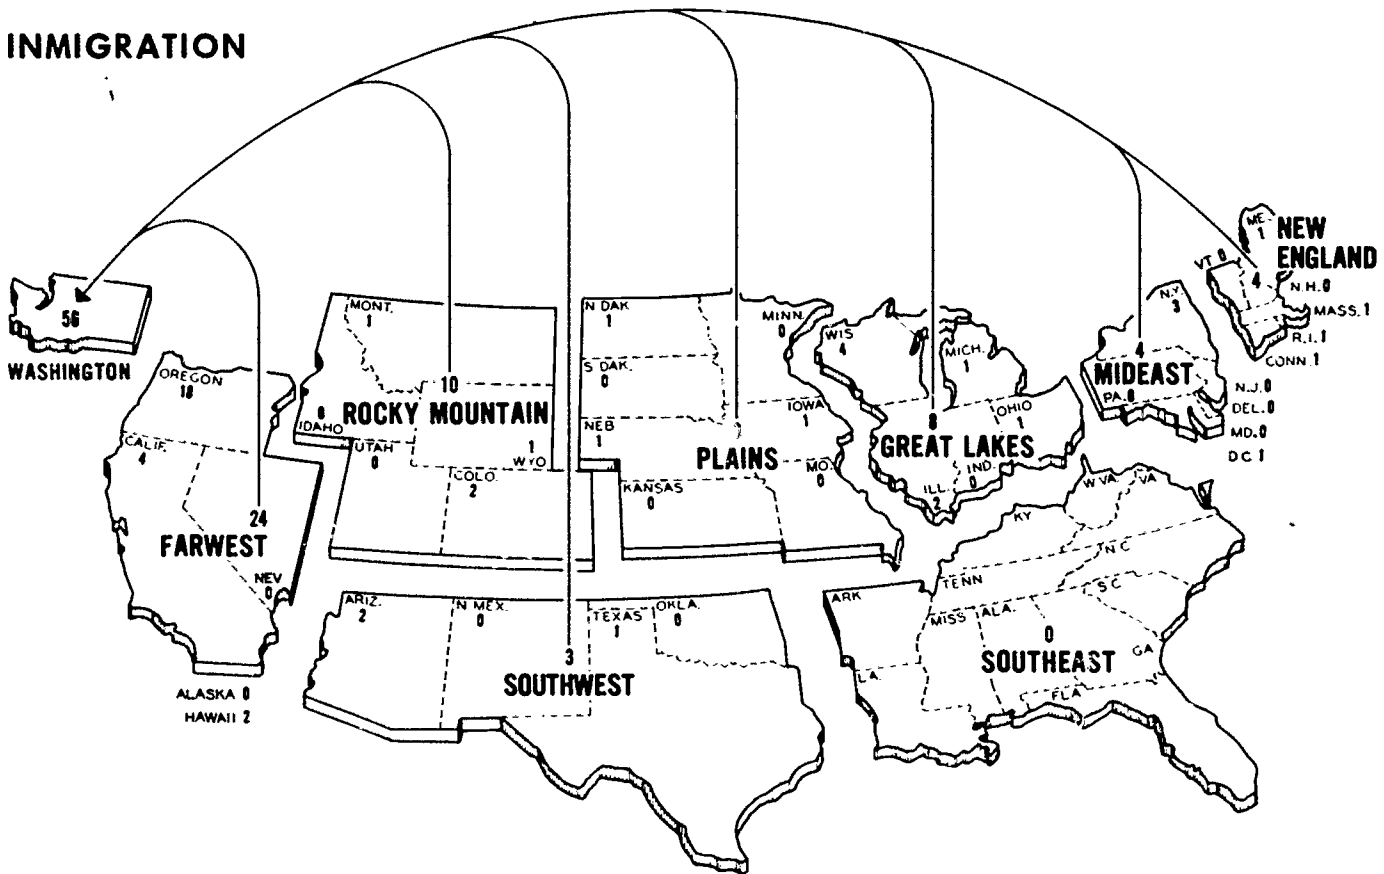 INMIGRATION
56
WASHINGTON
OREGON
18
CALIF.
4
24
FARWEST
NEV
0
ALASKA 0
HAWAII 2
MONT.
1
10
ROCKY MOUNTAIN
6
IDAHO
UTAH
0
1
WYO
COLO.
2
N DAK
1
S DAK.
0
NEB
1
KANSAS
0
MINN.
0
IOWA
1
MO.
0
PLAINS
WIS
4
MICH.
1
8
GREAT LAKES
OHIO
1
ILL.
2
IND.
0
N.Y.
3
4
MIDEAST
PA. 0
N.J. 0
DEL. 0
MD. 0
D C 1
ME.
1
NEW
ENGLAND
VT 0
4
N.H. 0
MASS. 1
R.I. 1
CONN. 1
ARIZ.
2
N MEX.
0
TEXAS
1
OKLA.
0
3
SOUTHWEST
ARK
LA.
MISS
ALA.
TENN
KY
W VA.
VA
N C
S C
GA
FLA
0
SOUTHEAST